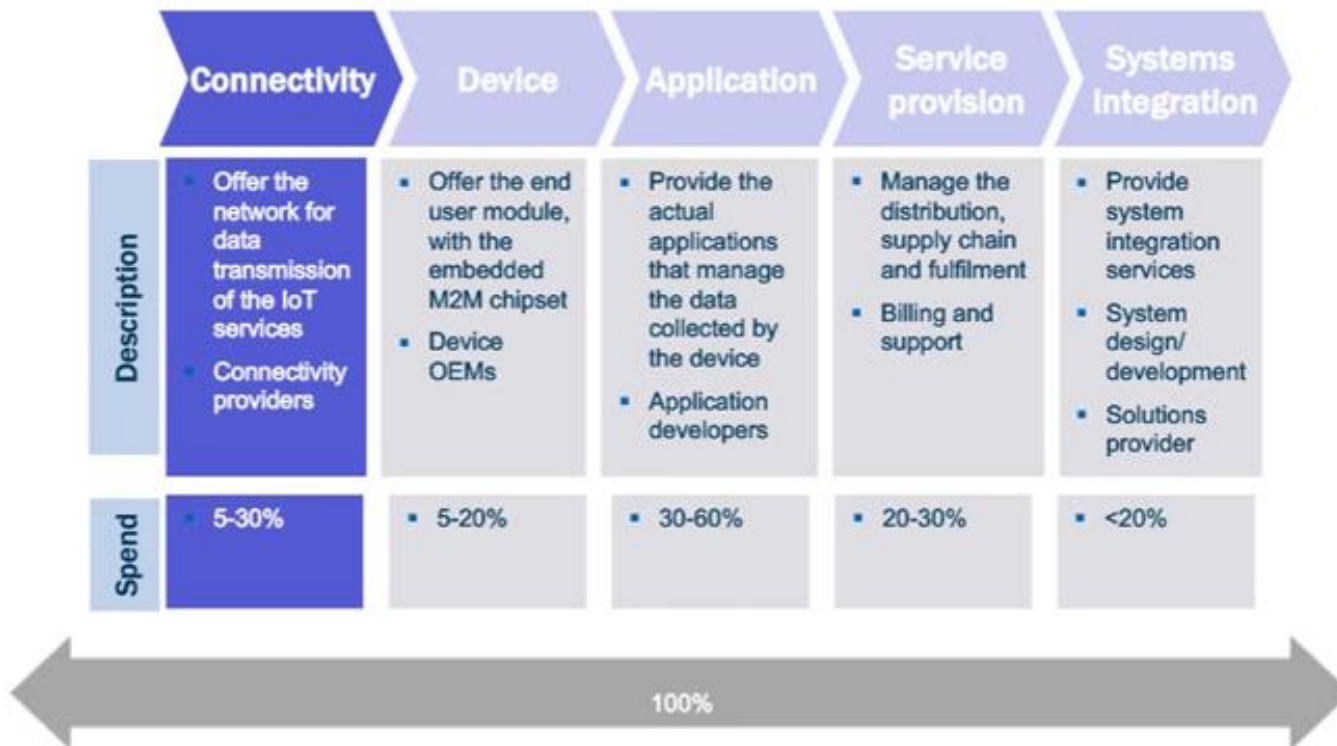 Connectivity
Device
Application
Service
provision
Systems
integration
Description
▪ Offer the
network for
data
transmission
of the IoT
services
▪ Connectivity
providers
▪ Offer the end
user module,
with the
embedded
M2M chipset
▪ Device
OEMs
▪ Provide the
actual
applications
that manage
the data
collected by
the device
▪ Application
developers
▪ Manage the
distribution,
supply chain
and fulfilment
▪ Billing and
support
▪ Provide
system
integration
services
▪ System
design/
development
▪ Solutions
provider
Spend
▪ 5-30%
▪ 5-20%
▪ 30-60%
▪ 20-30%
▪ <20%
100%